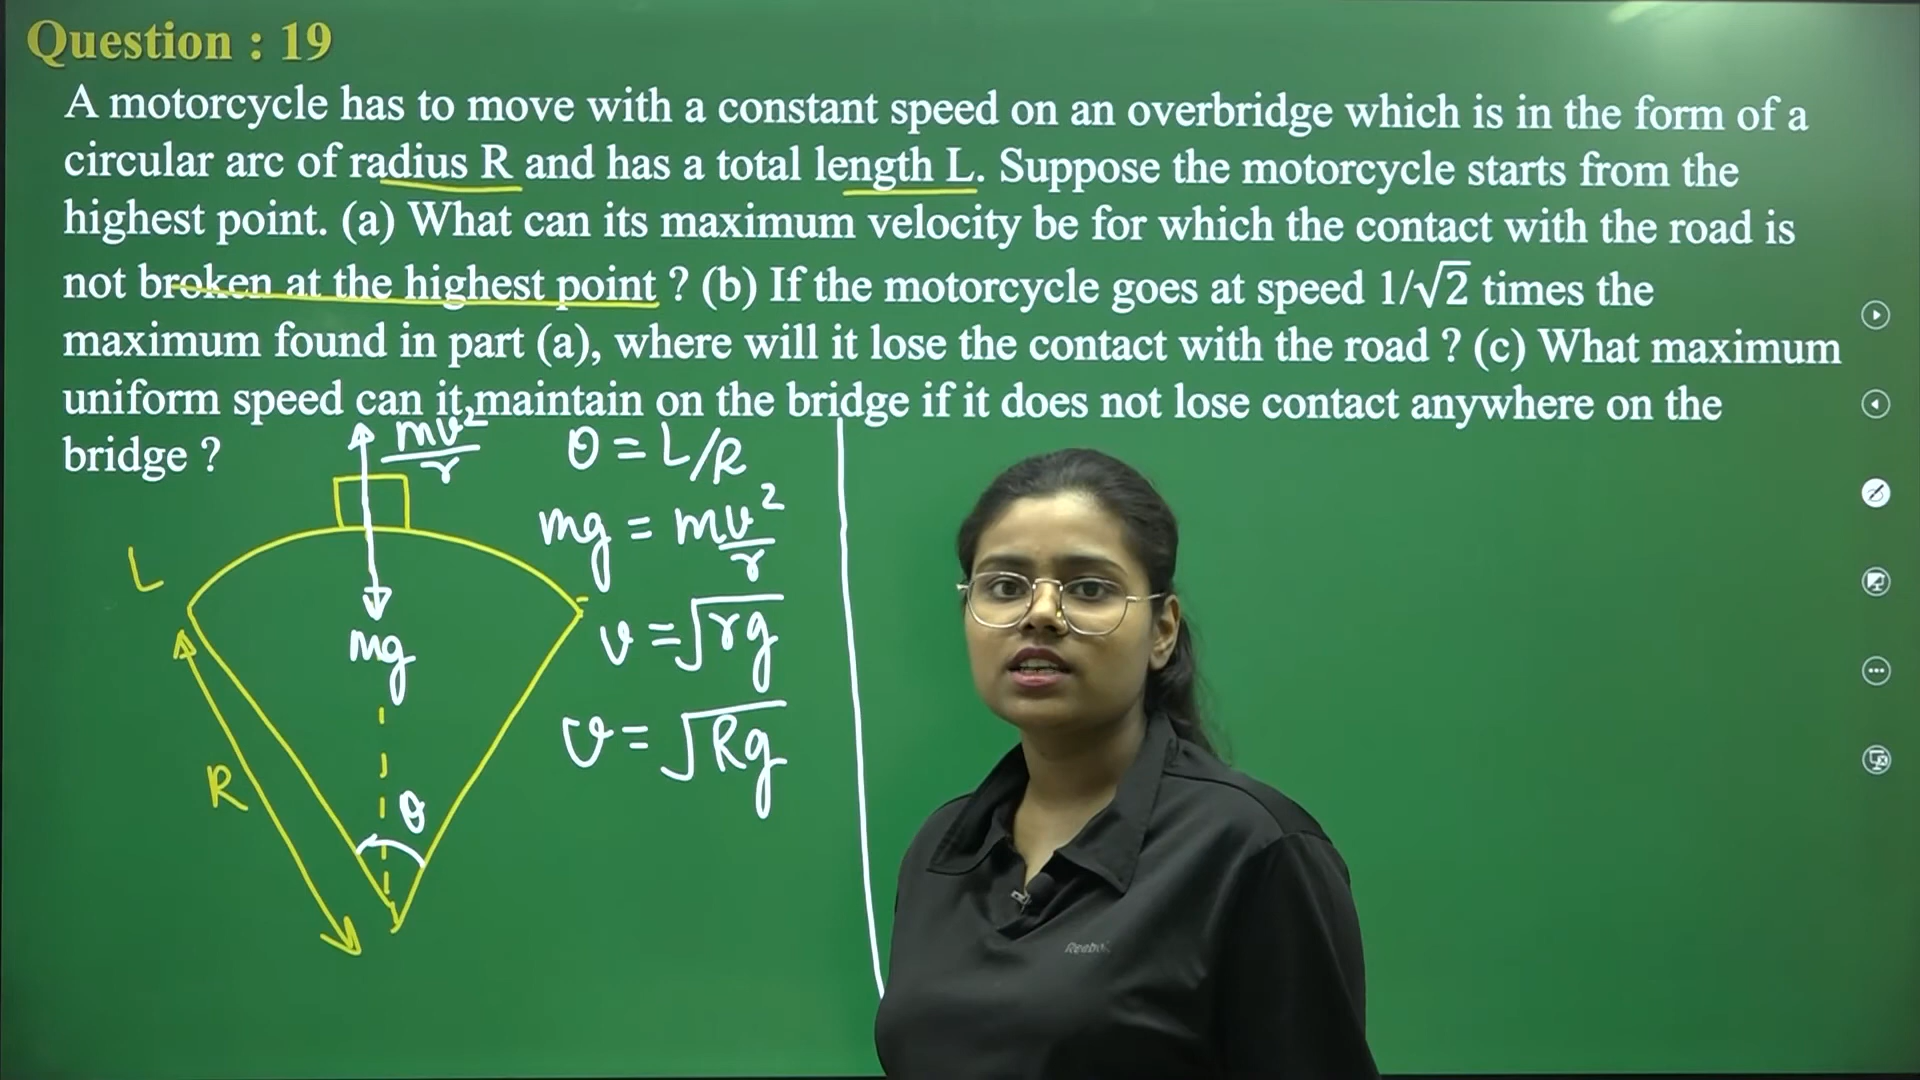 Question : 19
A motorcycle has to move with a constant speed on an overbridge which is in the form of a
circular arc of radius R and has a total length L. Suppose the motorcycle starts from the
highest point. (a) What can its maximum velocity be for which the contact with the road is
not broken at the highest point ? (b) If the motorcycle goes at speed 1/√2 times the
maximum found in part (a), where will it lose the contact with the road ? (c) What maximum
uniform speed can it maintain on the bridge if it does not lose contact anywhere on the
bridge ?
mv²/r
θ = L/R
mg = mv²/r
L
v = √rg
mg
v = √Rg
R
θ
Reebok